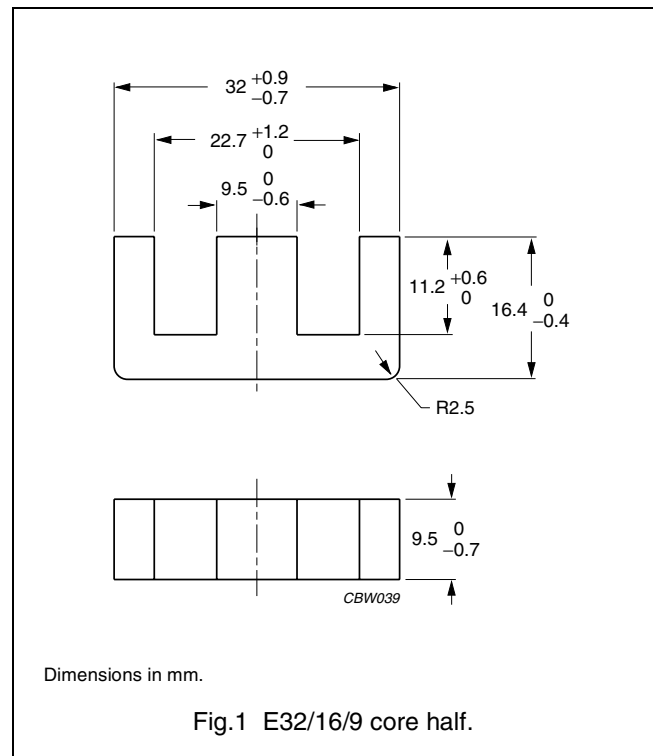 32 +0.9 −0.7
22.7 +1.2 0
9.5 0 −0.6
11.2 +0.6 0
16.4 0 −0.4
R2.5
9.5 0 −0.7
CBW039
Dimensions in mm.
Fig.1 E32/16/9 core half.